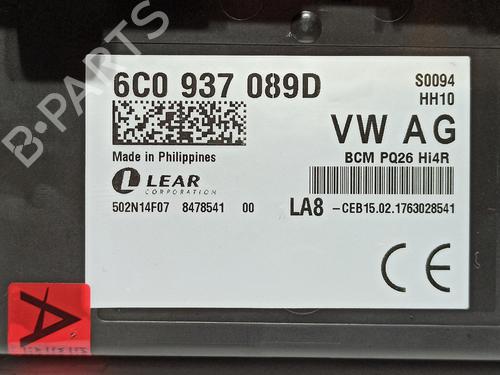 6C0 937 089D
S0094
HH10
VW AG
BCM PQ26 Hi4R
Made in Philippines
LEAR
CORPORATION
502N14F07 8478541 00
LA8 -CEB15.02.1763028541
CE
A
B-PARTS